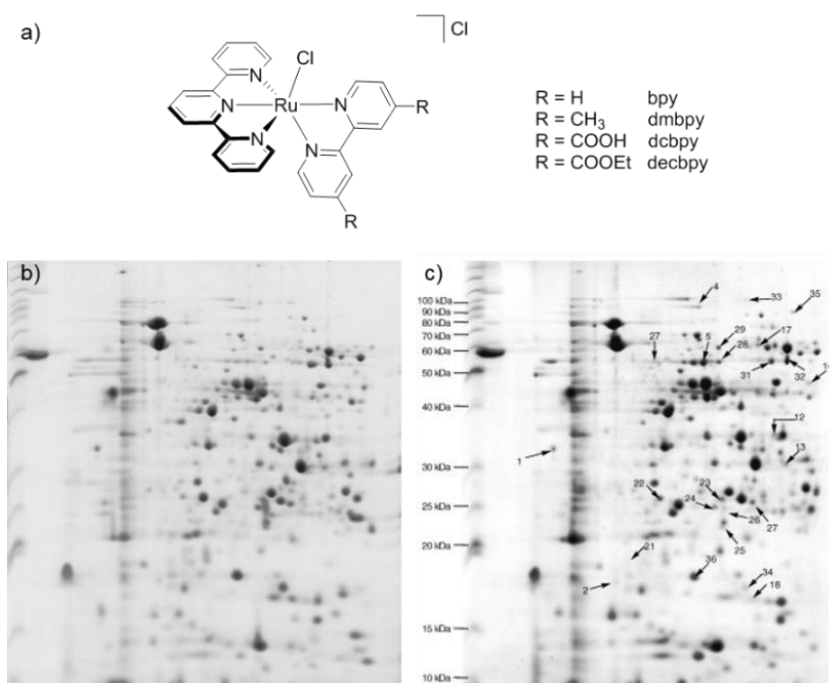 a)
Cl
Cl
N
N
N
Ru
N
N
R
R
R = H bpy
R = CH3 dmbpy
R = COOH dcbpy
R = COOEt decbpy
b)
c)
100 kDa
90 kDa
80 kDa
70 kDa
60 kDa
50 kDa
40 kDa
30 kDa
25 kDa
20 kDa
15 kDa
10 kDa
4
33
35
27
5
29
28
17
31
32
12
13
1
22
24
23
26
27
25
21
2
36
34